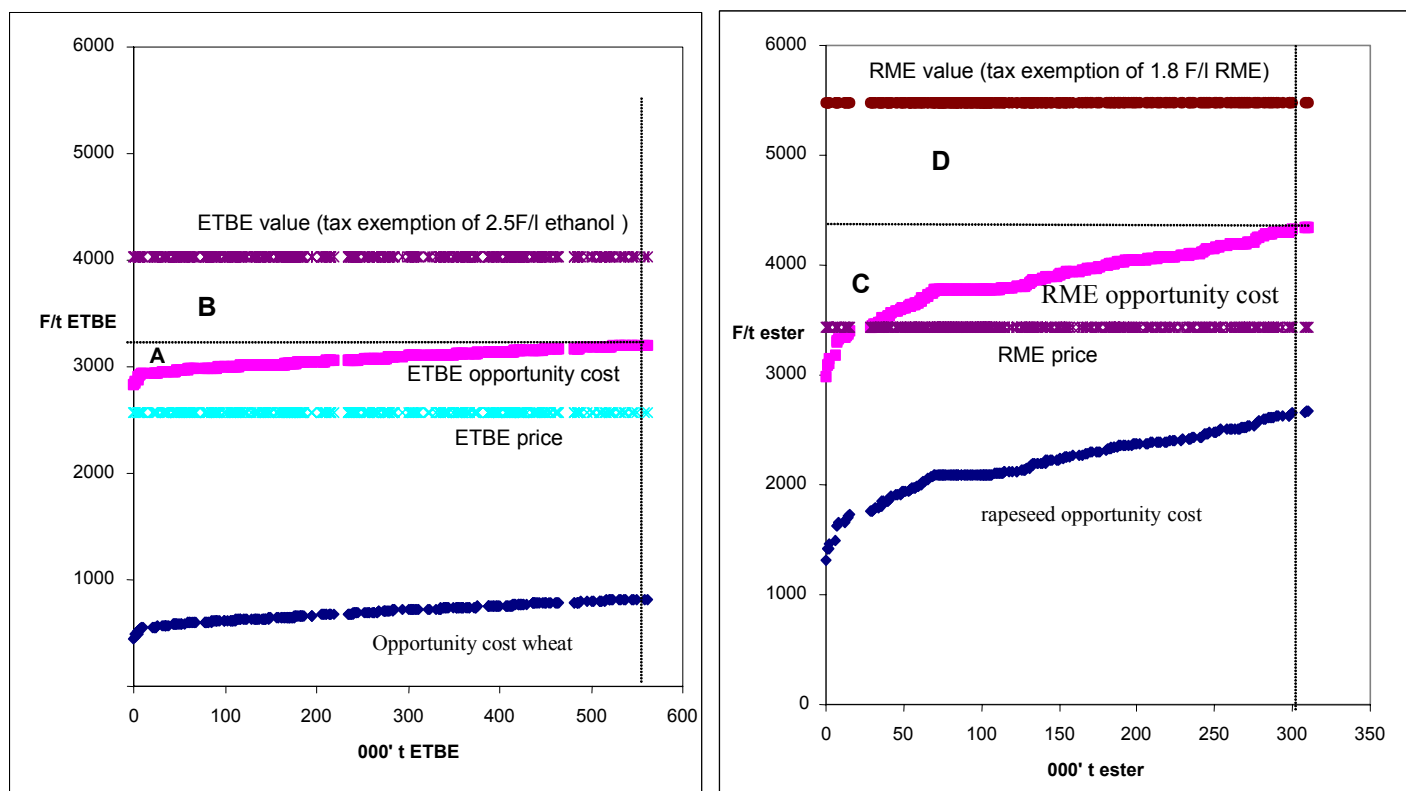 6000
5000
ETBE value (tax exemption of 2.5F/l ethanol )
4000
B
F/t ETBE
A
3000
ETBE opportunity cost
ETBE price
2000
1000
Opportunity cost wheat
0 100 200 300 400 500 600
000' t ETBE
6000
RME value (tax exemption of 1.8 F/l RME)
D
5000
4000
C
RME opportunity cost
F/t ester
RME price
3000
2000
rapeseed opportunity cost
1000
0
0 50 100 150 200 250 300 350
000' t ester